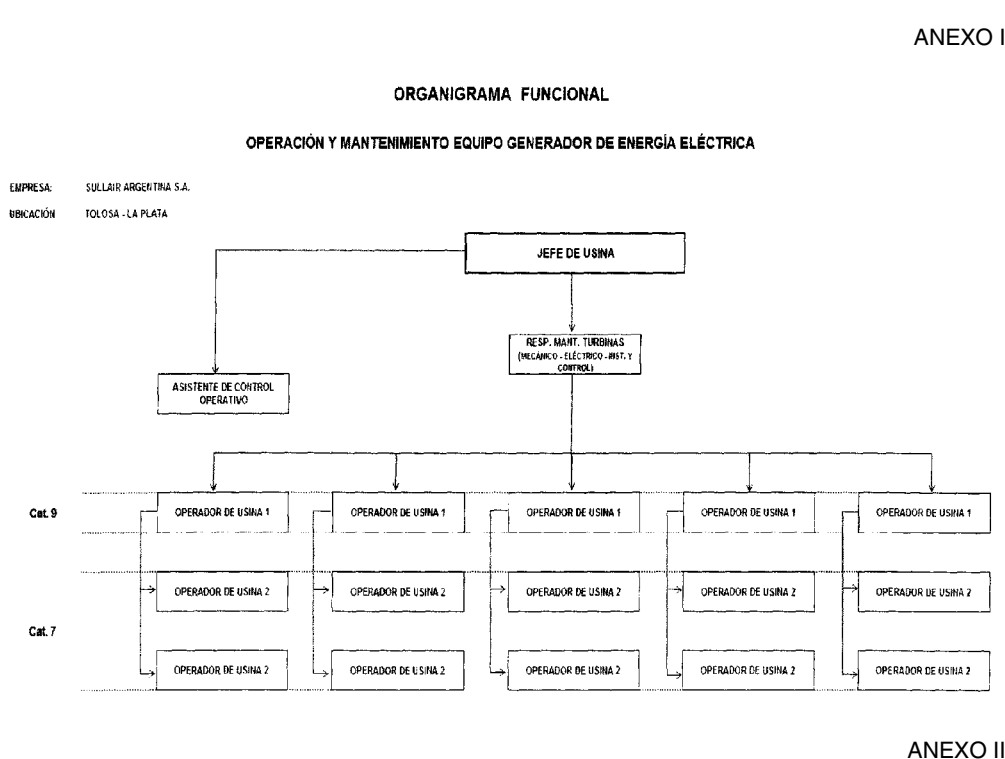 ANEXO I
ORGANIGRAMA FUNCIONAL
OPERACIÓN Y MANTENIMIENTO EQUIPO GENERADOR DE ENERGÍA ELÉCTRICA
EMPRESA: SULLAIR ARGENTINA S.A.
UBICACIÓN TOLOSA - LA PLATA
JEFE DE USINA
RESP. MANT. TURBINAS
(MECÁNICO - ELÉCTRICO - INST. Y
CONTROL)
ASISTENTE DE CONTROL
OPERATIVO
Cat. 9
OPERADOR DE USINA 1
OPERADOR DE USINA 1
OPERADOR DE USINA 1
OPERADOR DE USINA 1
OPERADOR DE USINA 1
OPERADOR DE USINA 2
OPERADOR DE USINA 2
OPERADOR DE USINA 2
OPERADOR DE USINA 2
OPERADOR DE USINA 2
Cat. 7
OPERADOR DE USINA 2
OPERADOR DE USINA 2
OPERADOR DE USINA 2
OPERADOR DE USINA 2
OPERADOR DE USINA 2
ANEXO II